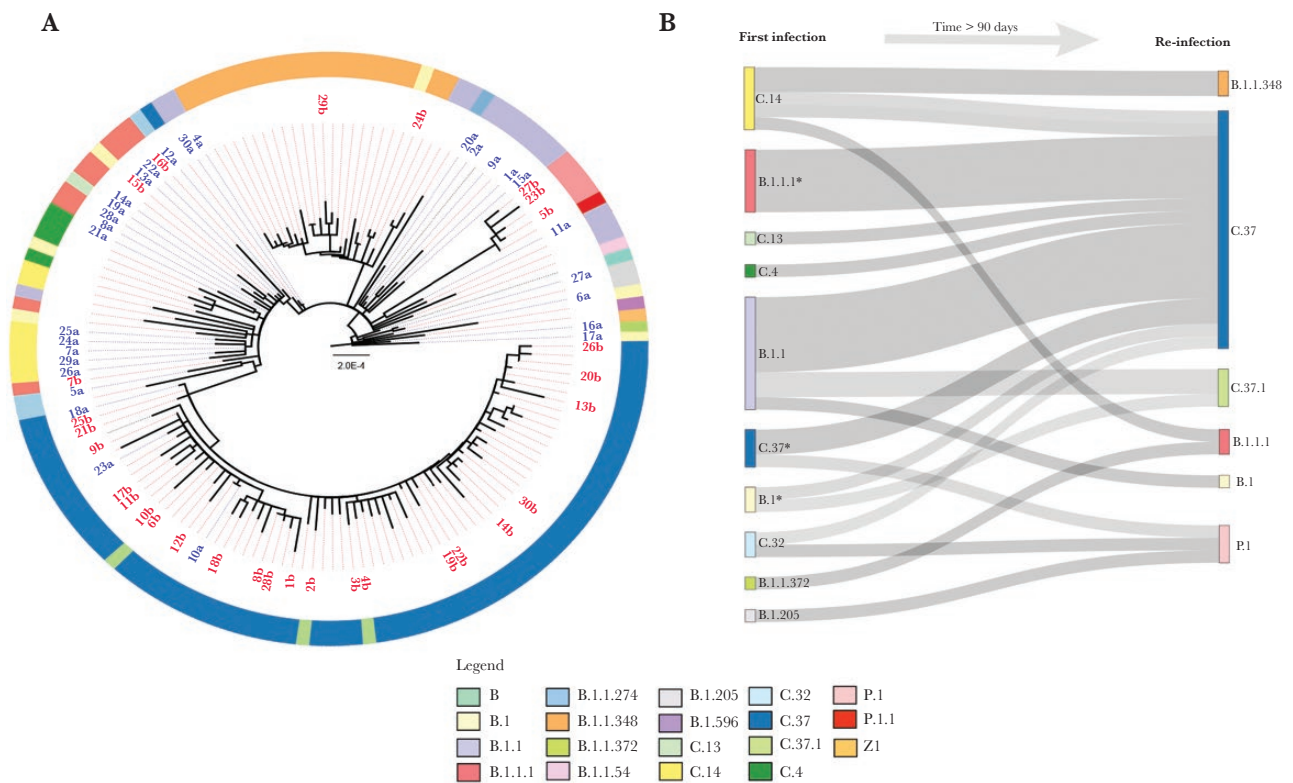 A
B
Time > 90 days
First infection
Re-infection
29b
24b
20a
2a
9a
1a
15a
27b
23b
5b
11a
27a
6a
16a
17a
26b
20b
13b
30b
14b
22b
19b
4b
3b
2b
1b
28b
8b
18b
10a
12b
6b
10b
11b
17b
23a
9b
21b
25b
18a
5a
7b
26a
29a
7a
24a
25a
21a
8a
28a
19a
14a
15b
13a
22a
16b
12a
30a
4a
2.0E-4
C.14
B.1.1.1*
C.13
C.4
B.1.1
C.37*
B.1*
C.32
B.1.1.372
B.1.205
B.1.1.348
C.37
C.37.1
B.1.1.1
B.1
P.1
Legend
B
B.1
B.1.1
B.1.1.1
B.1.1.274
B.1.1.348
B.1.1.372
B.1.1.54
B.1.205
B.1.596
C.13
C.14
C.32
C.37
C.37.1
C.4
P.1
P.1.1
Z1